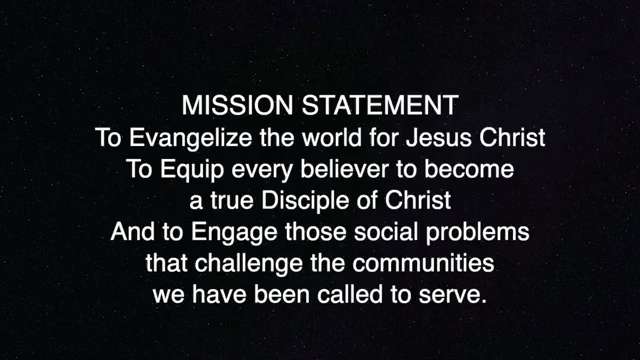 MISSION STATEMENT
To Evangelize the world for Jesus Christ
To Equip every believer to become
a true Disciple of Christ
And to Engage those social problems
that challenge the communities
we have been called to serve.